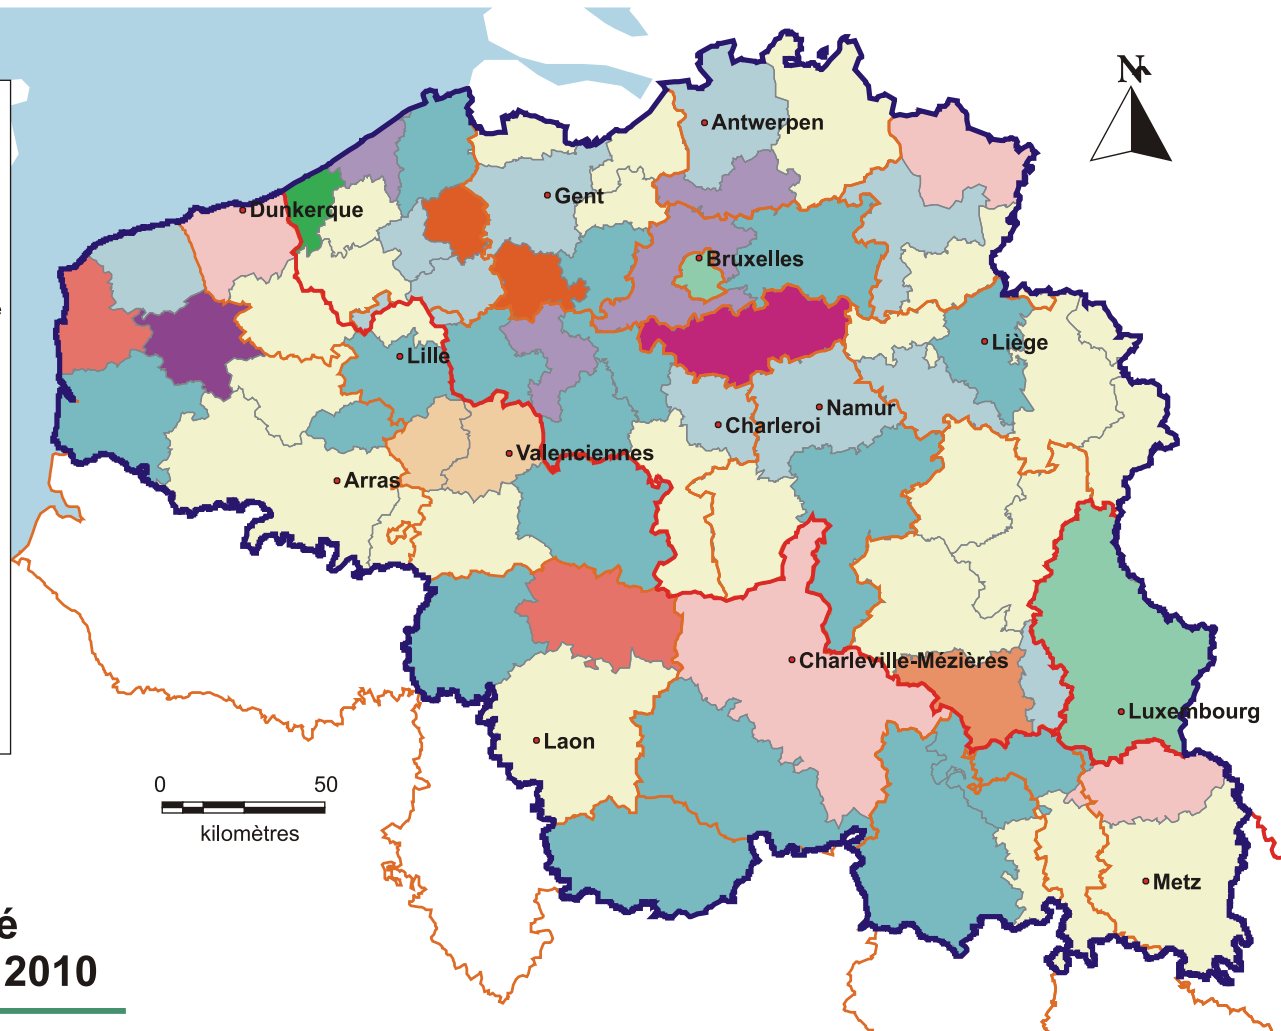 N
Antwerpen
Gent
Dunkerque
Bruxelles
Liège
Lille
Namur
Charleroi
Valenciennes
Arras
Charleville-Mézières
Luxembourg
Laon
0 50
kilomètres
Metz
é
2010